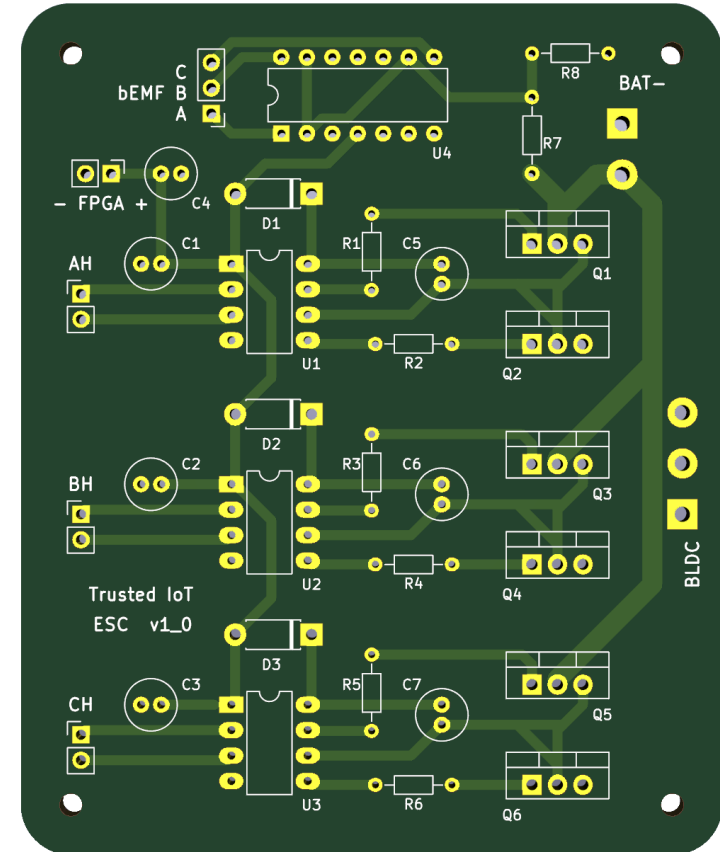 R8
C
BAT-
bEMF B
A
R7
U4
- FPGA +
C4
D1
C1
R1
C5
AH
Q1
U1
R2
Q2
D2
C2
R3
C6
BH
Q3
U2
R4
Q4
BLDC
Trusted IoT
ESC v1_0
D3
C3
R5
C7
CH
Q5
U3
R6
Q6